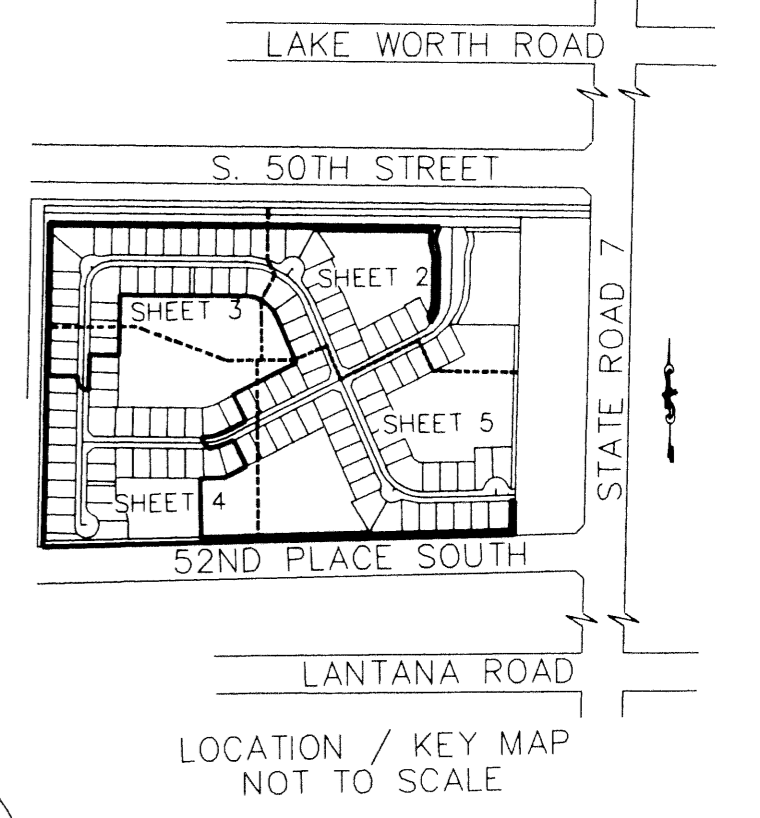 LAKE WORTH ROAD
S. 50TH STREET
SHEET 2
SHEET 3
STATE ROAD 7
SHEET 5
SHEET 4
52ND PLACE SOUTH
LANTANA ROAD
LOCATION / KEY MAP
NOT TO SCALE